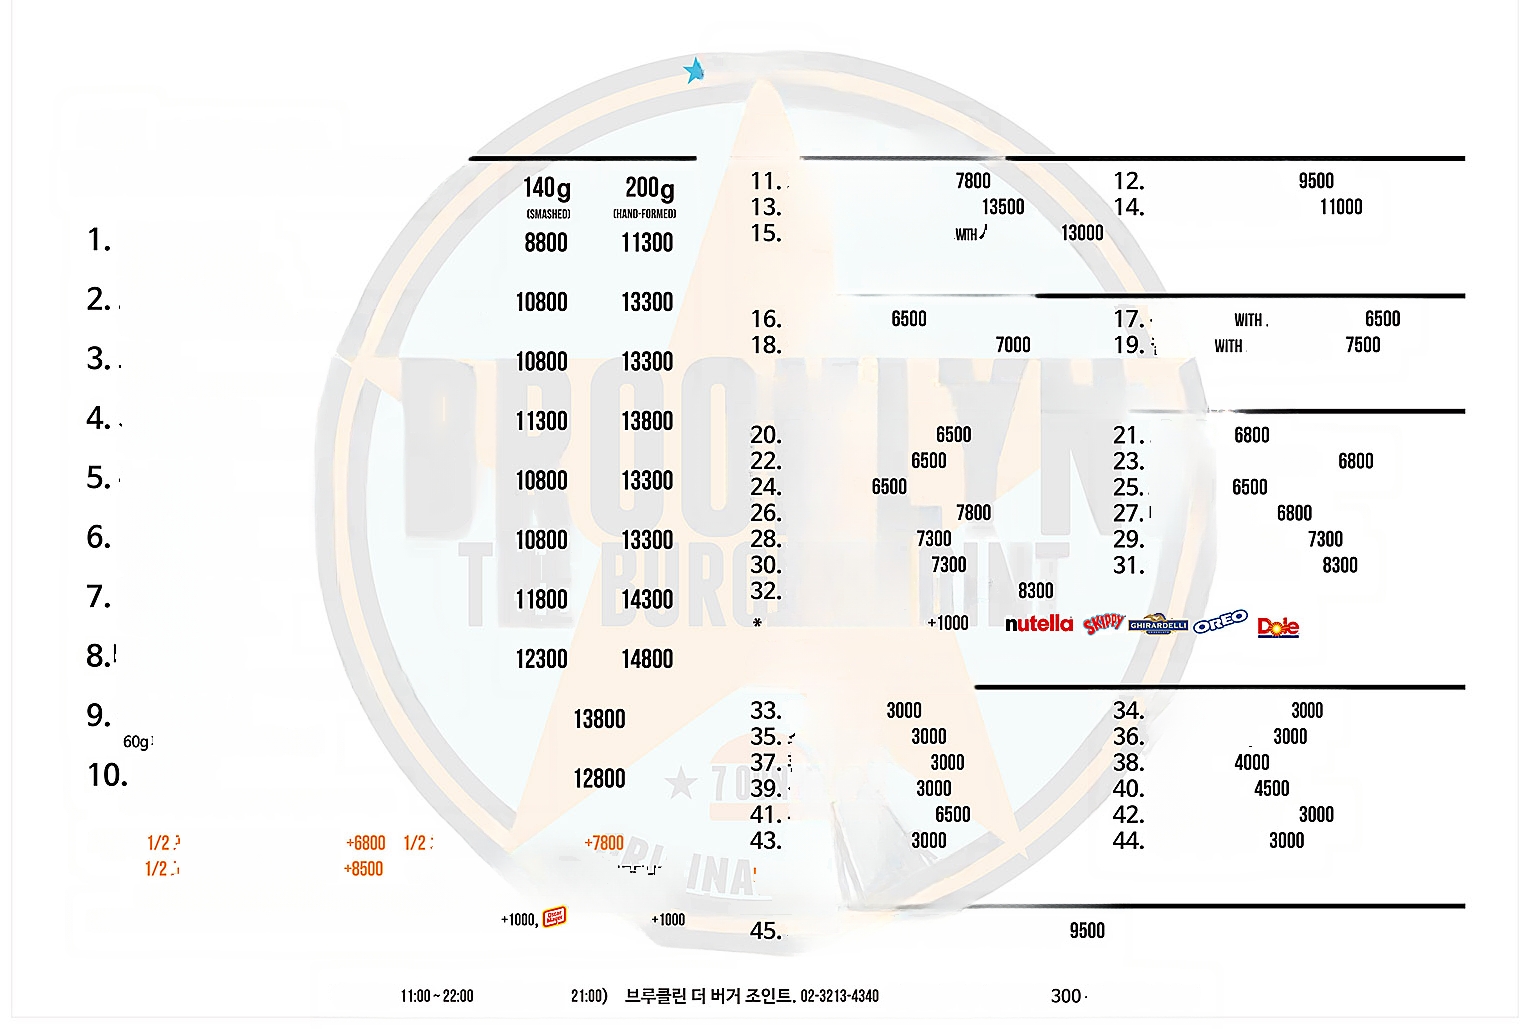 140g 200g
(SMASHED) (HAND-FORMED)
1. 8800 11300
2. 10800 13300
3. 10800 13300
4. 11300 13800
5. 10800 13300
6. 10800 13300
7. 11800 14300
8. 12300 14800
9. 13800
60g
10. 12800
1/2 +6800 1/2 +7800
1/2 +8500
+1000, Oscar Mayer +1000
11. 7800 12. 9500
13. 13500 14. 11000
15. WITH 13000
16. 6500 17. WITH 6500
18. 7000 19. WITH 7500
20. 6500 21. 6800
22. 6500 23. 6800
24. 6500 25. 6500
26. 7800 27. 6800
28. 7300 29. 7300
30. 7300 31. 8300
32. 8300
* +1000 nutella SKIPPY GHIRARDELLI OREO Dole
33. 3000 34. 3000
35. 3000 36. 3000
37. 3000 38. 4000
39. 3000 40. 4500
41. 6500 42. 3000
43. 3000 44. 3000
45. 9500
11:00 ~ 22:00 21:00) 브루클린 더 버거 조인트. 02-3213-4340 300